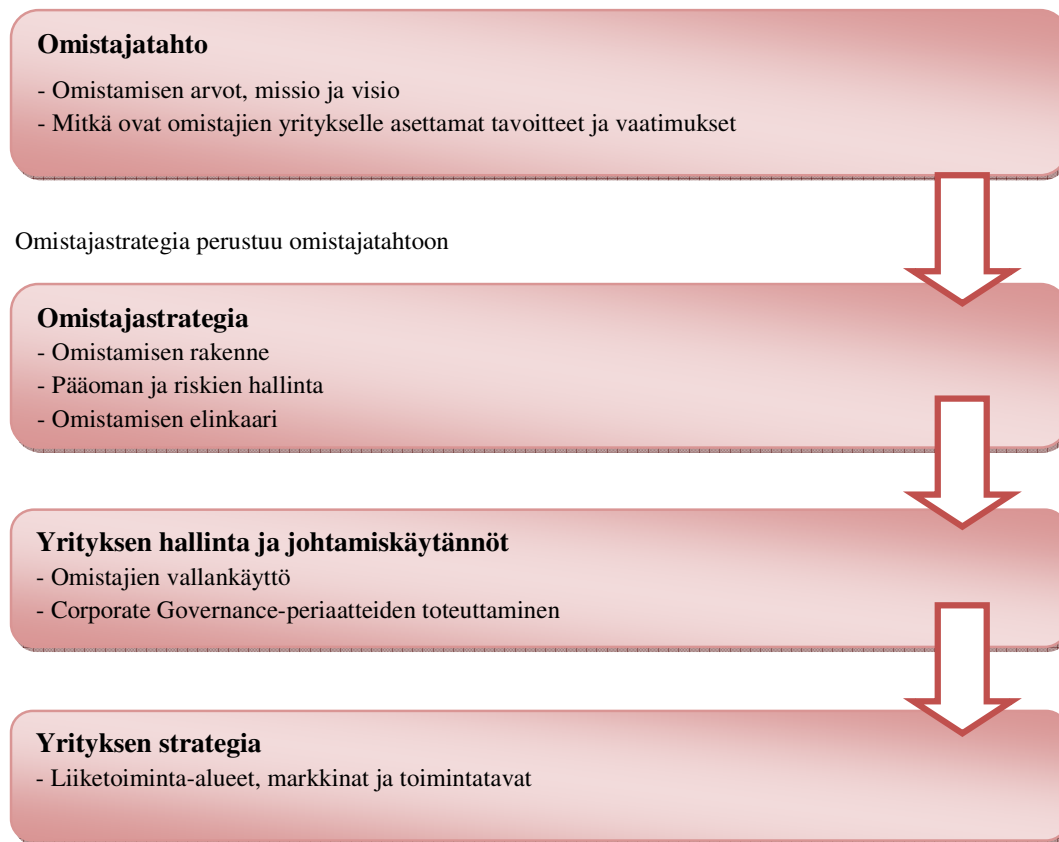 Omistajatahto
- Omistamisen arvot, missio ja visio
- Mitkä ovat omistajien yritykselle asettamat tavoitteet ja vaatimukset
Omistajastrategia perustuu omistajatahtoon
Omistajastrategia
- Omistamisen rakenne
- Pääoman ja riskien hallinta
- Omistamisen elinkaari
Yrityksen hallinta ja johtamiskäytännöt
- Omistajien vallankäyttö
- Corporate Governance-periaatteiden toteuttaminen
Yrityksen strategia
- Liiketoiminta-alueet, markkinat ja toimintatavat